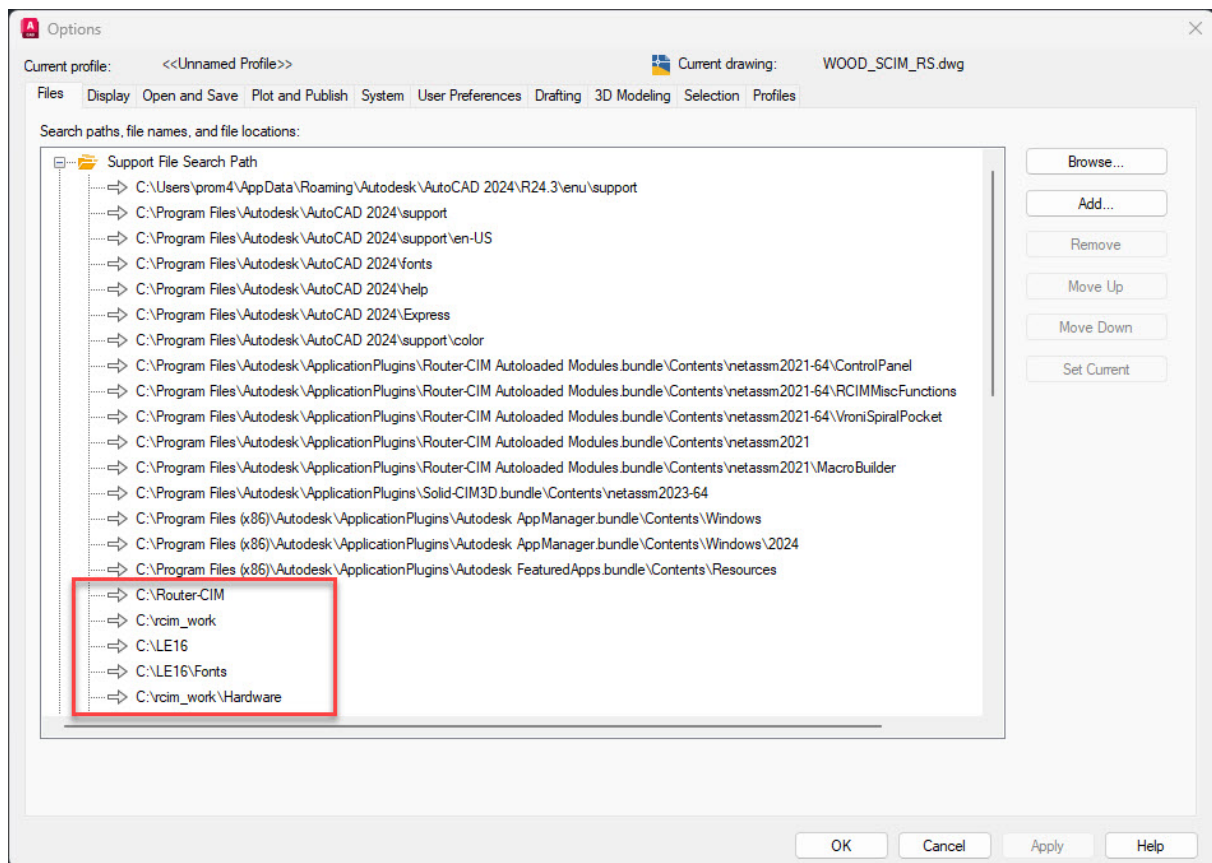 A CAD Options
Current profile: <<Unnamed Profile>> Current drawing: WOOD_SCIM_RS.dwg
Files Display Open and Save Plot and Publish System User Preferences Drafting 3D Modeling Selection Profiles
Search paths, file names, and file locations:
Support File Search Path
C:\Users\prom4\AppData\Roaming\Autodesk\AutoCAD 2024\R24.3\enu\support
C:\Program Files\Autodesk\AutoCAD 2024\support
C:\Program Files\Autodesk\AutoCAD 2024\support\en-US
C:\Program Files\Autodesk\AutoCAD 2024\fonts
C:\Program Files\Autodesk\AutoCAD 2024\help
C:\Program Files\Autodesk\AutoCAD 2024\Express
C:\Program Files\Autodesk\AutoCAD 2024\support\color
C:\Program Files\Autodesk\ApplicationPlugins\Router-CIM Autoloaded Modules.bundle\Contents\netassm2021-64\ControlPanel
C:\Program Files\Autodesk\ApplicationPlugins\Router-CIM Autoloaded Modules.bundle\Contents\netassm2021-64\RCIMMiscFunctions
C:\Program Files\Autodesk\ApplicationPlugins\Router-CIM Autoloaded Modules.bundle\Contents\netassm2021-64\VroniSpiralPocket
C:\Program Files\Autodesk\ApplicationPlugins\Router-CIM Autoloaded Modules.bundle\Contents\netassm2021
C:\Program Files\Autodesk\ApplicationPlugins\Router-CIM Autoloaded Modules.bundle\Contents\netassm2021\MacroBuilder
C:\Program Files\Autodesk\ApplicationPlugins\Solid-CIM3D.bundle\Contents\netassm2023-64
C:\Program Files (x86)\Autodesk\ApplicationPlugins\Autodesk AppManager.bundle\Contents\Windows
C:\Program Files (x86)\Autodesk\ApplicationPlugins\Autodesk AppManager.bundle\Contents\Windows\2024
C:\Program Files (x86)\Autodesk\ApplicationPlugins\Autodesk FeaturedApps.bundle\Contents\Resources
C:\Router-CIM
C:\rcim_work
C:\LE16
C:\LE16\Fonts
C:\rcim_work\Hardware
Browse...
Add...
Remove
Move Up
Move Down
Set Current
OK Cancel Apply Help